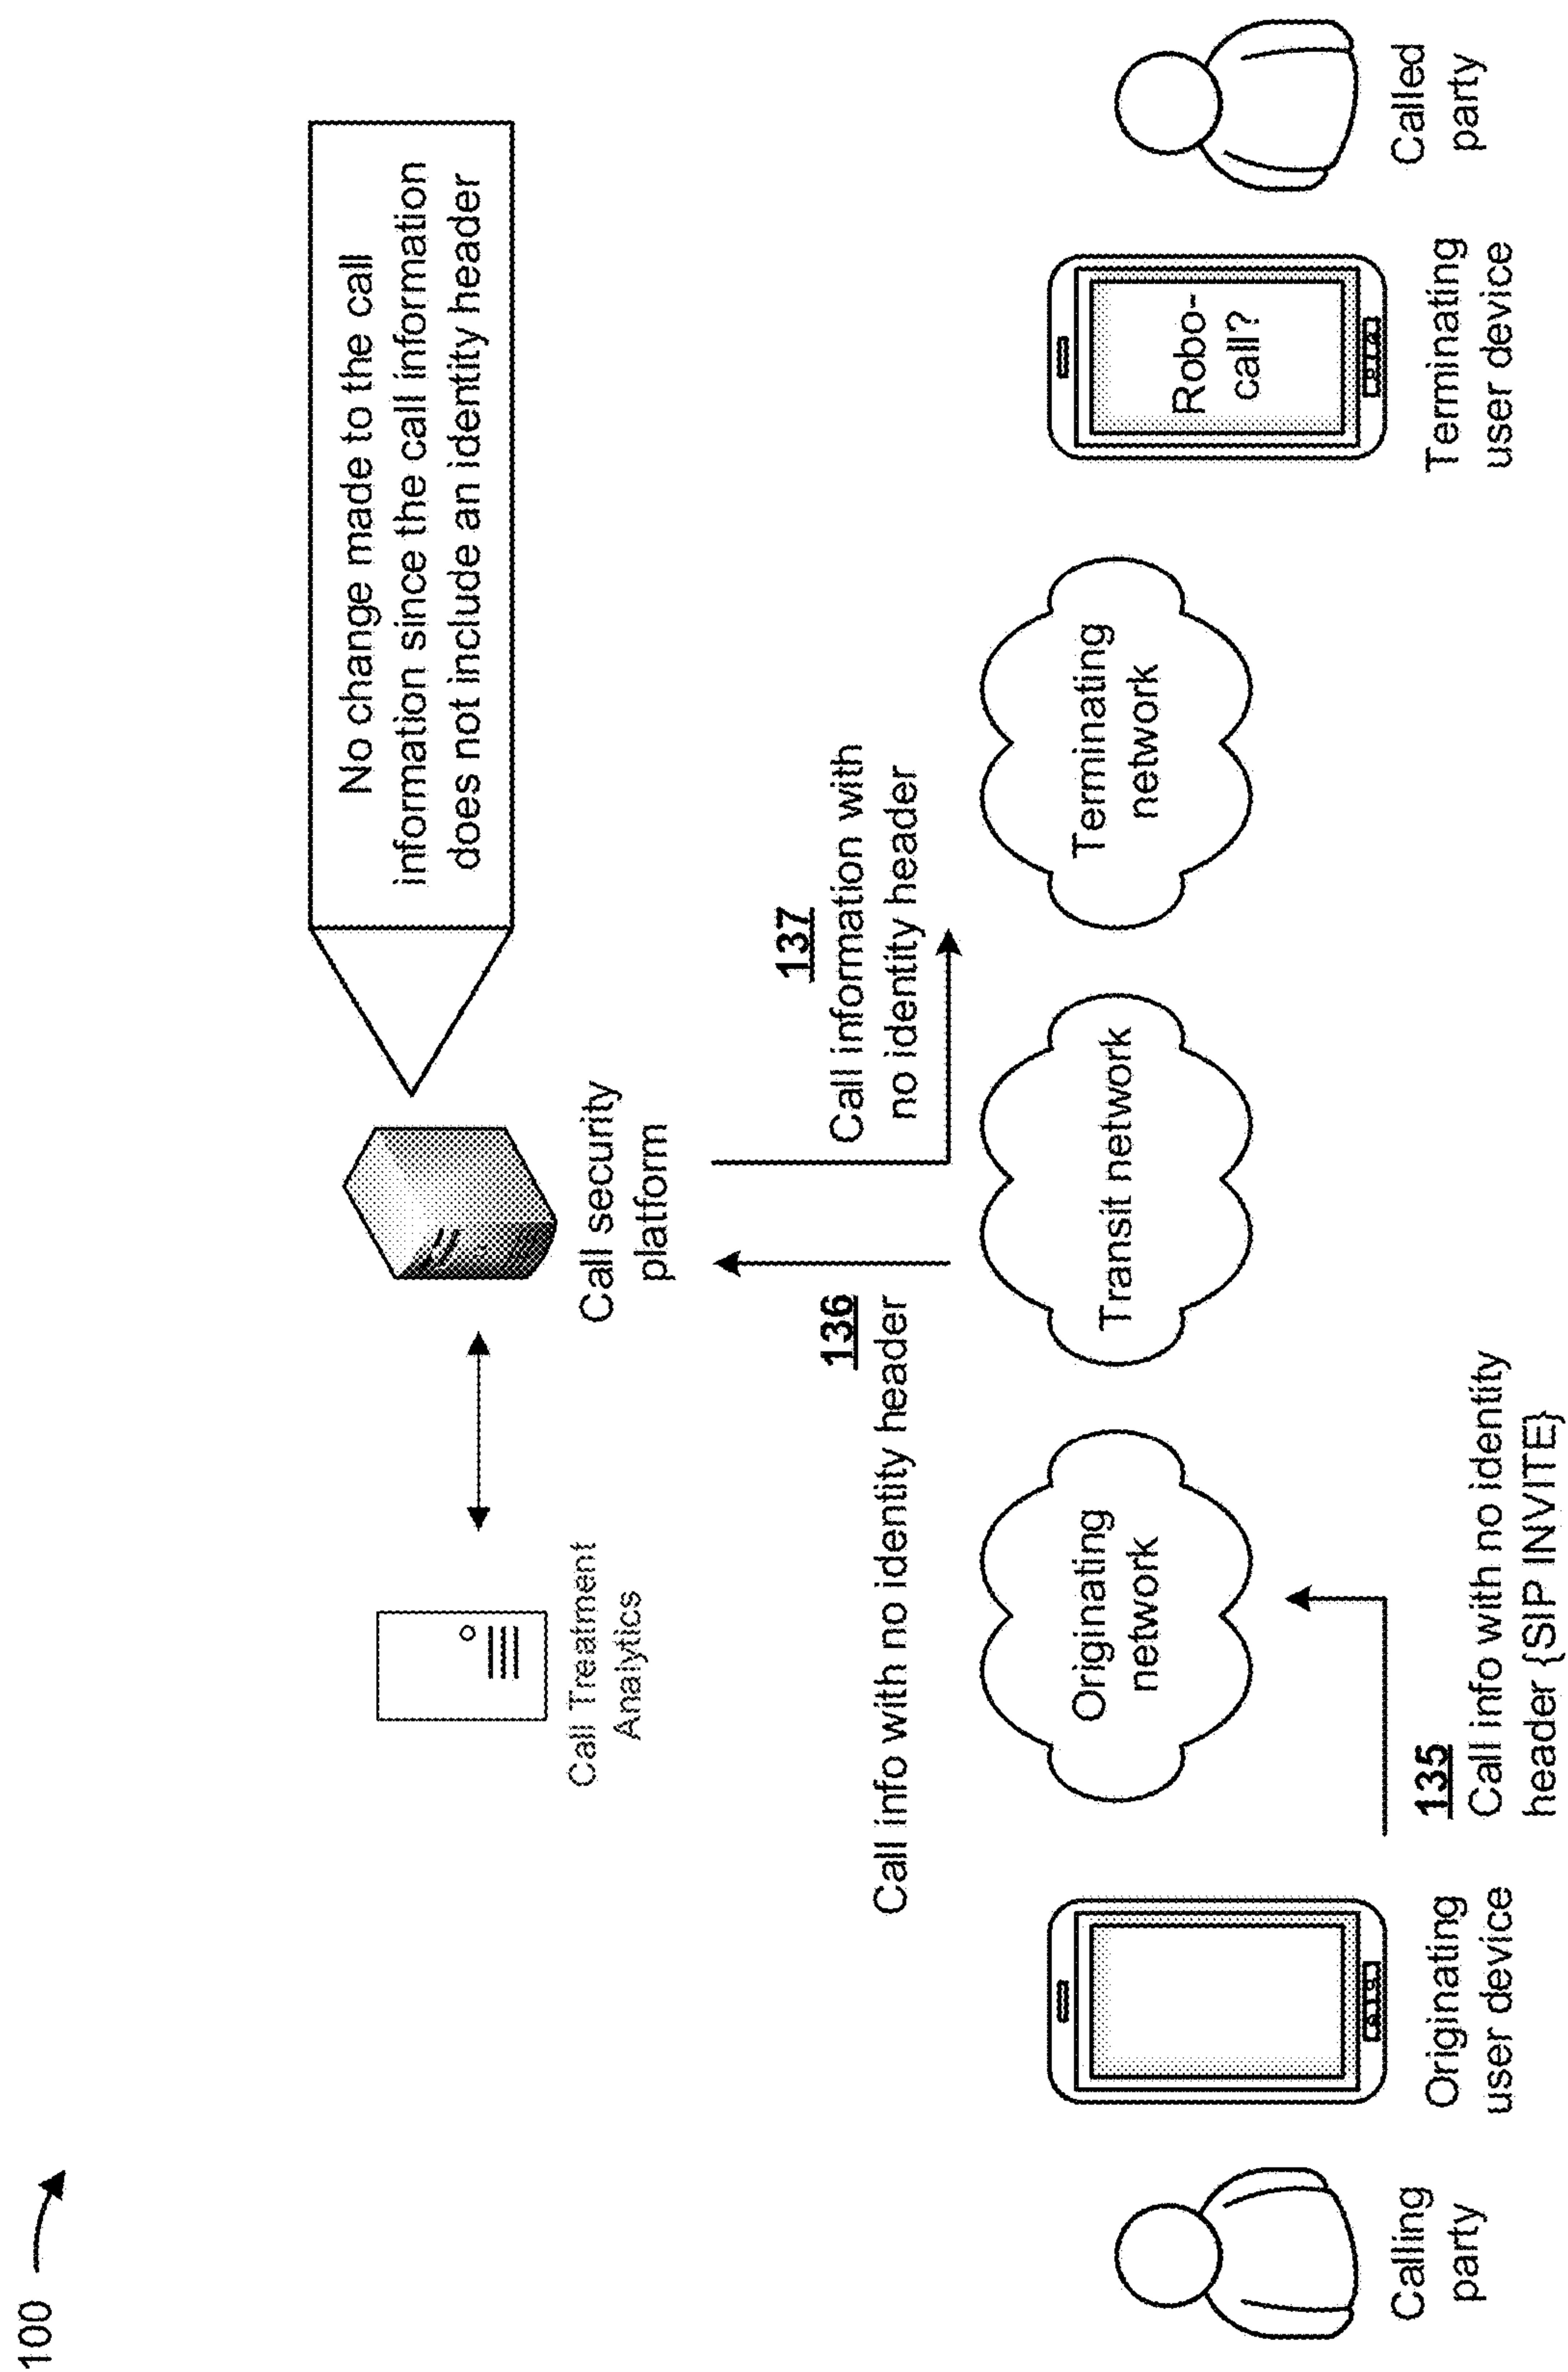 100
No change made to the call
information since the call information
does not include an identity header
Call Treatment
Analytics
Call security
platform
136
Call info with no identity header
137
Call information with
no identity header
Originating
network
Transit network
Terminating
network
Robo-
call?
Calling
party
Originating
user device
135
Call info with no identity
header {SIP INVITE}
Terminating
user device
Called
party